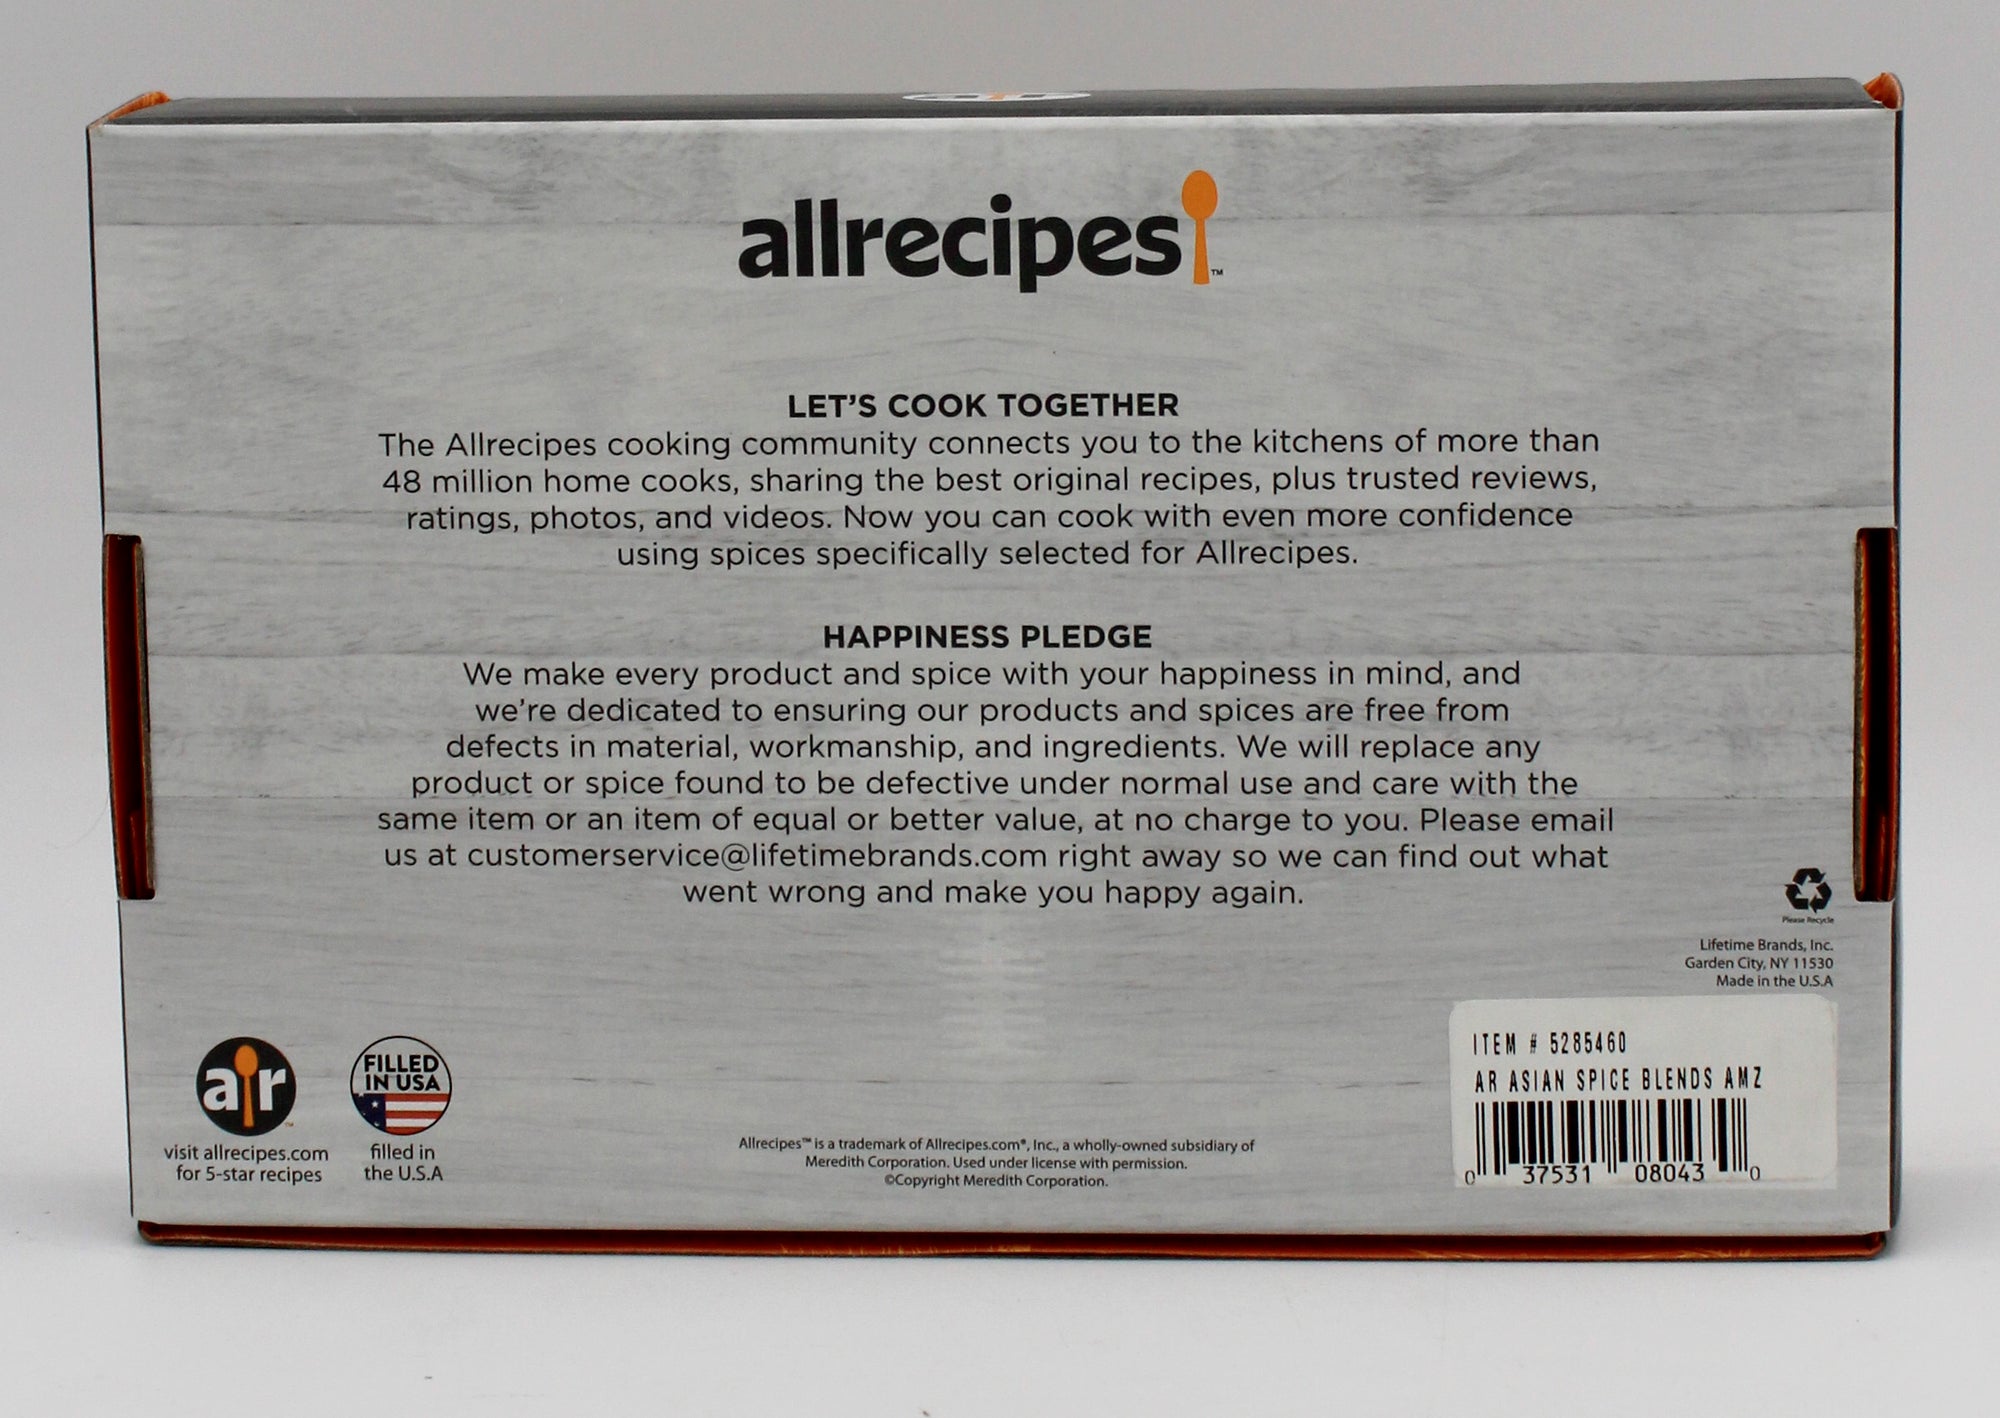 allrecipes™
LET'S COOK TOGETHER
The Allrecipes cooking community connects you to the kitchens of more than
48 million home cooks, sharing the best original recipes, plus trusted reviews,
ratings, photos, and videos. Now you can cook with even more confidence
using spices specifically selected for Allrecipes.
HAPPINESS PLEDGE
We make every product and spice with your happiness in mind, and
we're dedicated to ensuring our products and spices are free from
defects in material, workmanship, and ingredients. We will replace any
product or spice found to be defective under normal use and care with the
same item or an item of equal or better value, at no charge to you. Please email
us at customerservice@lifetimebrands.com right away so we can find out what
went wrong and make you happy again.
Please Recycle
Lifetime Brands, Inc.
Garden City, NY 11530
Made in the U.S.A
ITEM # 5285460
AR ASIAN SPICE BLENDS AMZ
0 37531 08043 0
ar™
visit allrecipes.com
for 5-star recipes
FILLED
IN USA
filled in
the U.S.A
Allrecipes™ is a trademark of Allrecipes.com®, Inc., a wholly-owned subsidiary of
Meredith Corporation. Used under license with permission.
©Copyright Meredith Corporation.